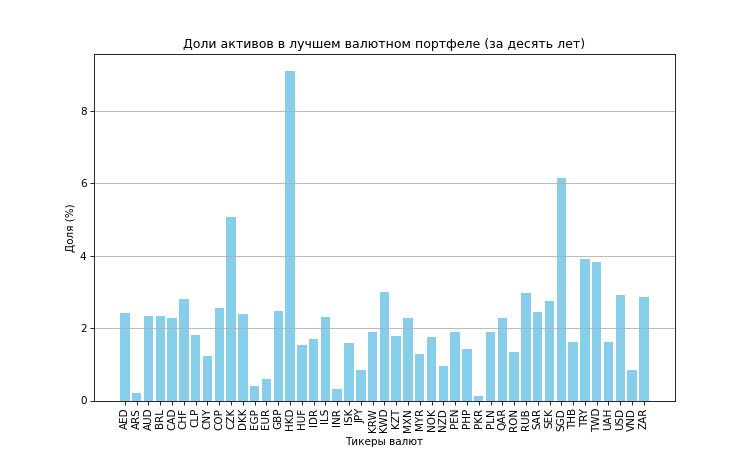 Доли активов в лучшем валютном портфеле (за десять лет)
Доля (%)
8
6
4
2
0
AED ARS AUD BRL CAD CHF CLP CNY COP CZK DKK EGP EUR GBP HKD HUF IDR ILS INR ISK JPY KRW KWD KZT MXN MYR NOK NZD PEN PHP PKR PLN QAR RON RUB SAR SEK SGD THB TRY TWD UAH USD VND ZAR
Тикеры валют